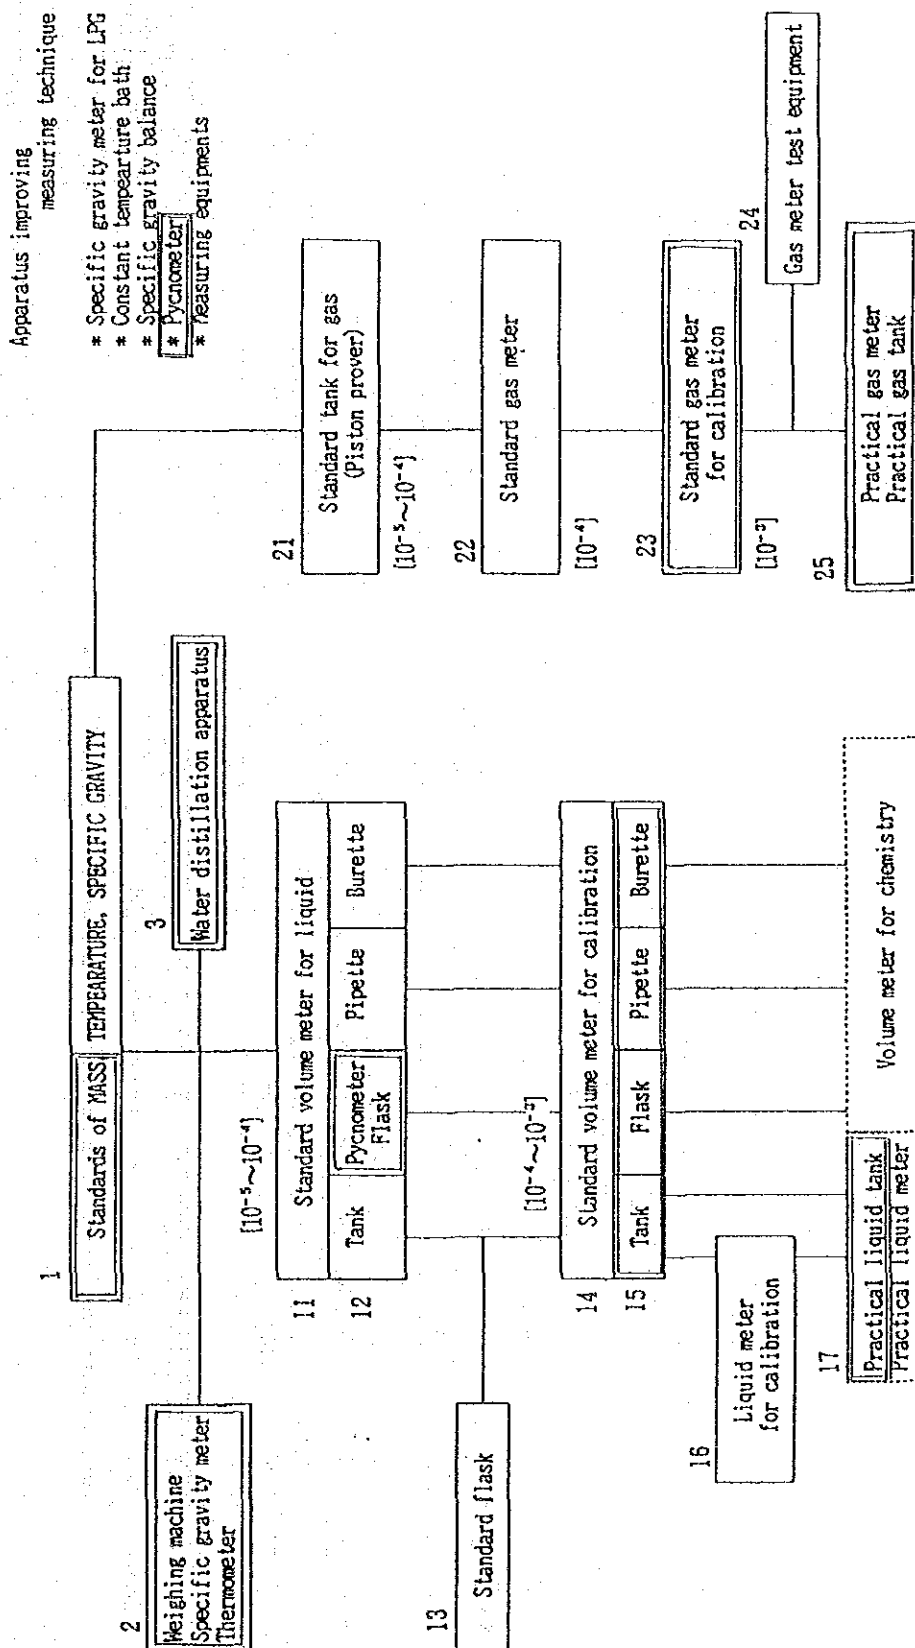 Apparatus improving
measuring technique
* Specific gravity meter for LPG
* Constant tempearture bath
* Specific gravity balance
* Pycnometer
* Measuring equipments
1
Standards of MASS, TEMPEARATURE, SPECIFIC GRAVITY
2
Weighing machine
Specific gravity meter
Thermometer
3
Water distillation apparatus
[10⁻⁵~10⁻⁴]
11
Standard volume meter for liquid
12
Tank
Pycnometer
Flask
Pipette
Burette
13
Standard flask
[10⁻⁴~10⁻³]
14
Standard volume meter for calibration
15
Tank
Flask
Pipette
Burette
16
Liquid meter
for calibration
17
Practical liquid tank
Practical liquid meter
Volume meter for chemistry
21
Standard tank for gas
(Piston prover)
[10⁻⁵~10⁻⁴]
22
Standard gas meter
[10⁻⁴]
23
Standard gas meter
for calibration
[10⁻³]
24
Gas meter test equipment
25
Practical gas meter
Practical gas tank